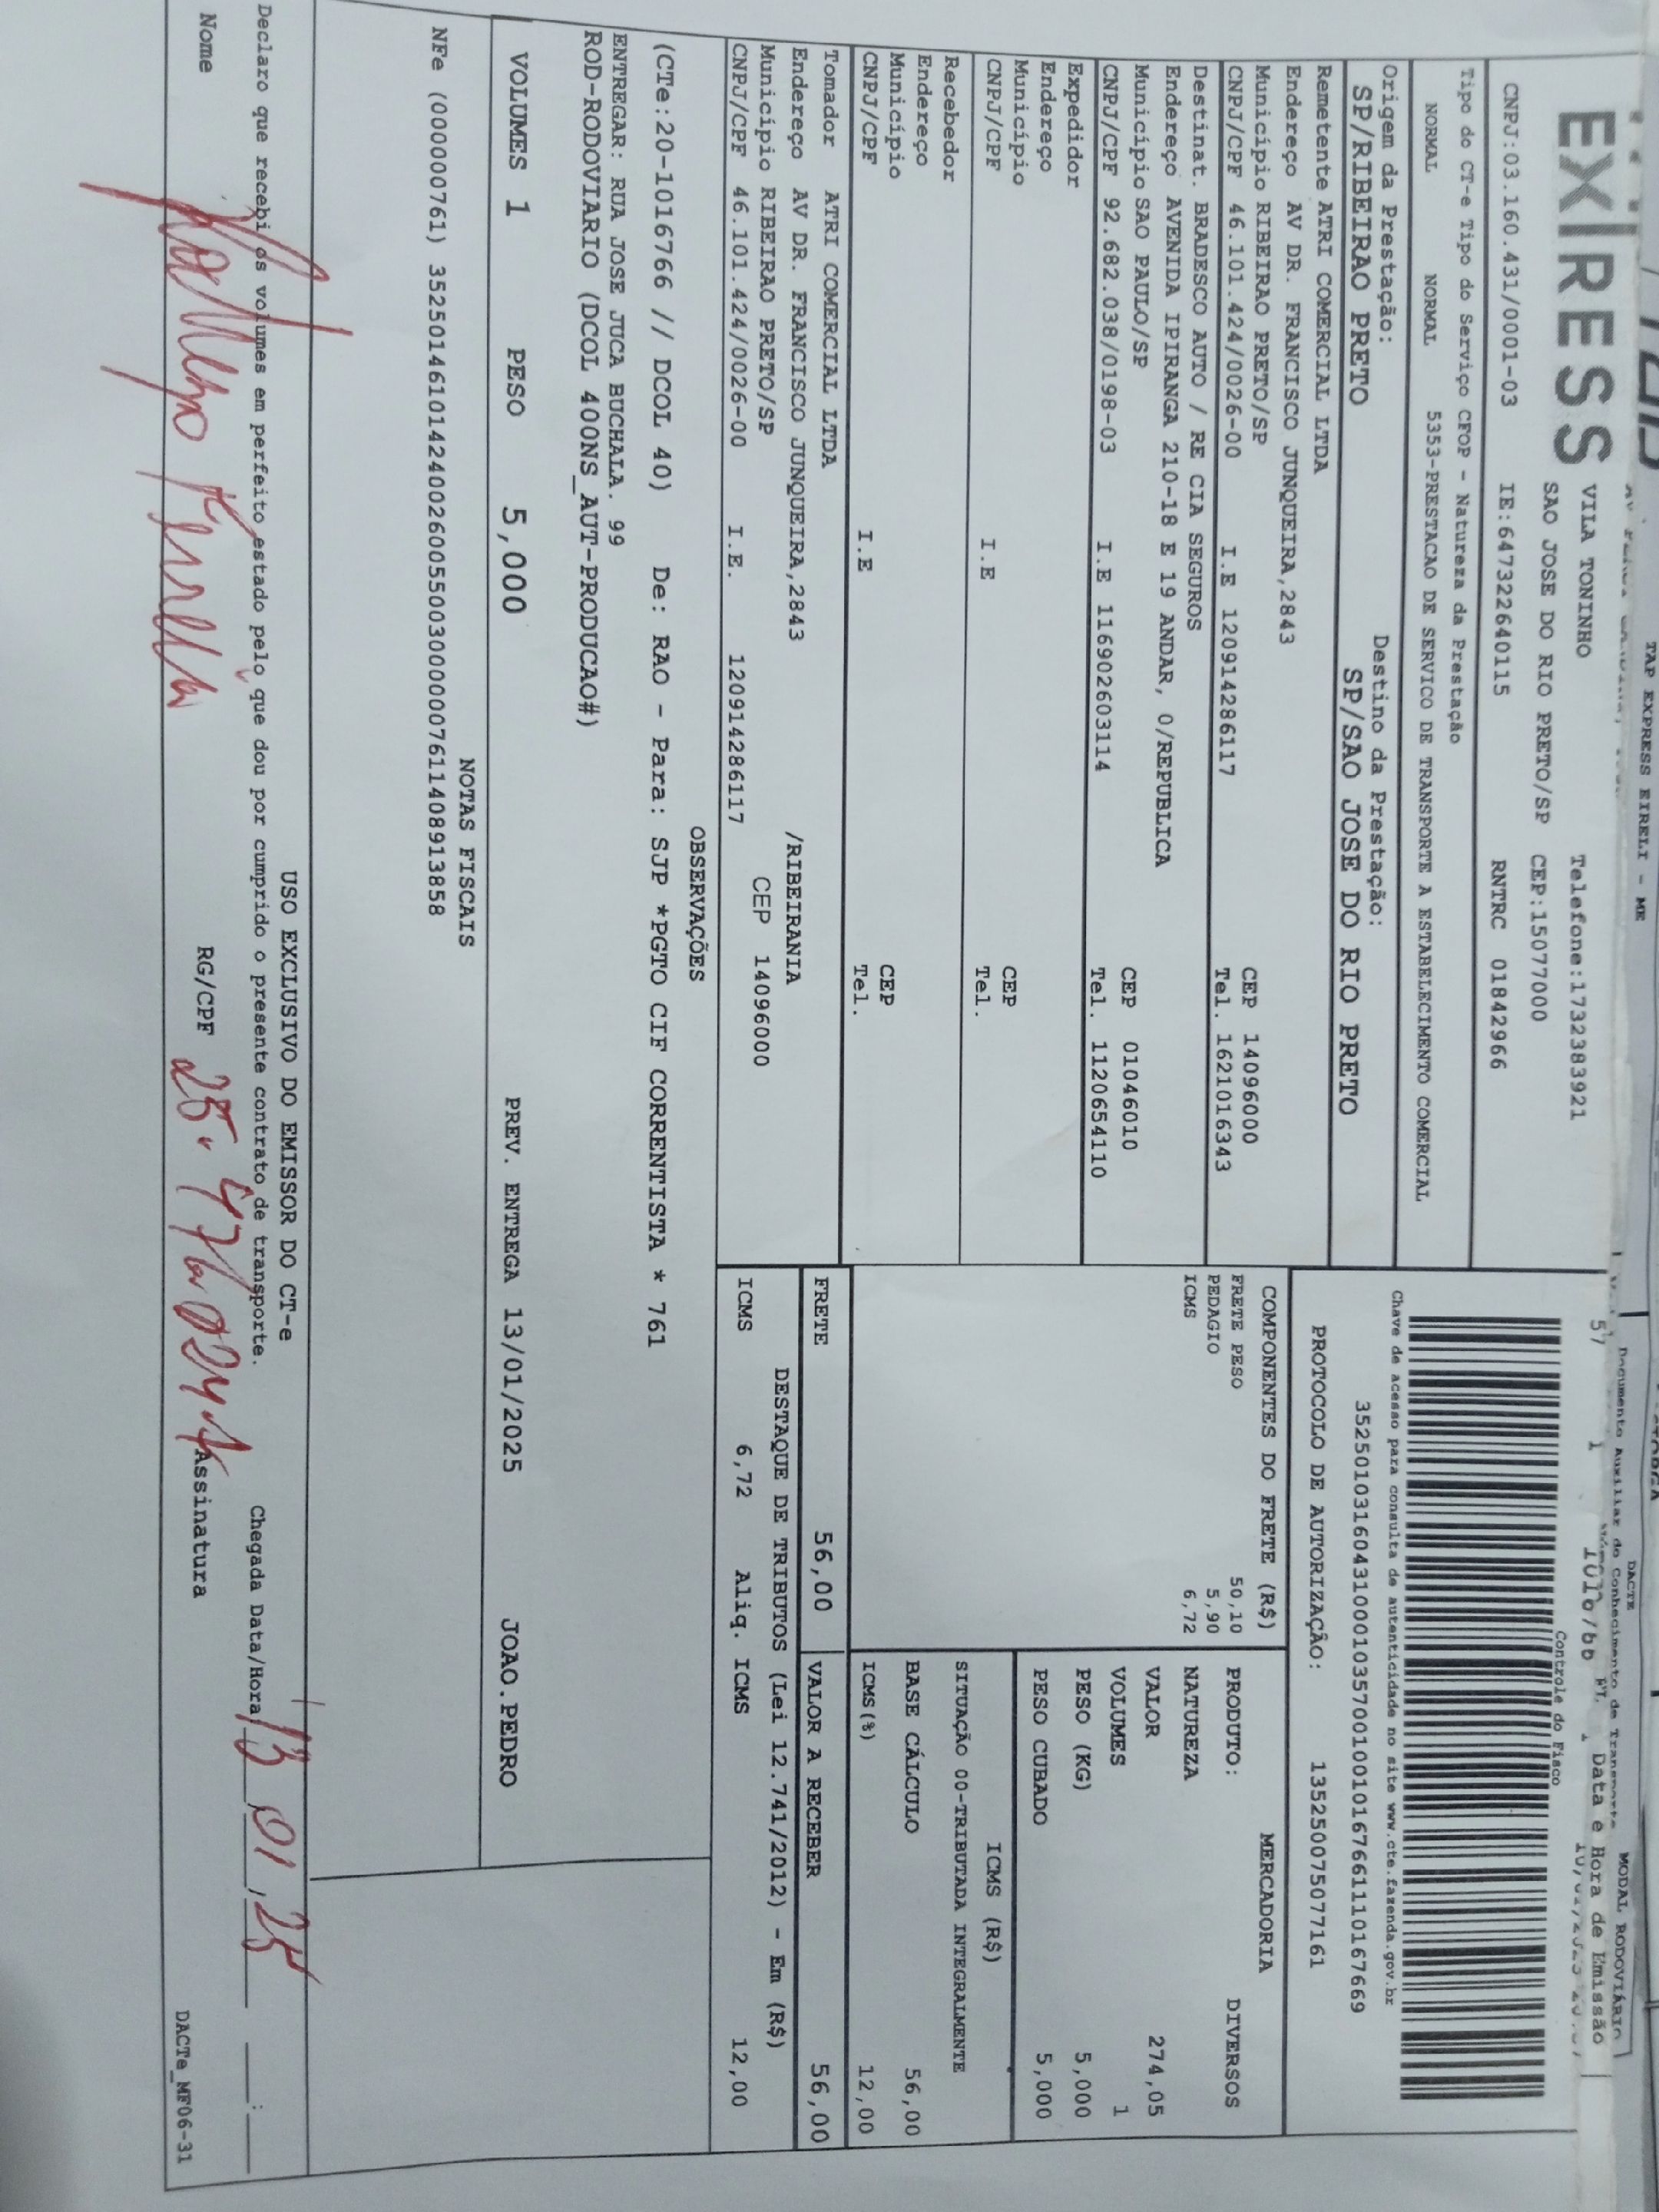 TAP EXPRESS EIRELI - ME
EX|RESS
VILA TONINHO
Telefone:1732383921
SAO JOSE DO RIO PRETO/SP CEP:15077000
CNPJ:03.160.431/0001-03 IE:647322640115 RNTRC 01842966
Tipo do CT-e Tipo do Serviço CFOP - Natureza da Prestação
NORMAL NORMAL 5353-PRESTACAO DE SERVICO DE TRANSPORTE A ESTABELECIMENTO COMERCIAL
Origem da Prestação: Destino da Prestação:
SP/RIBEIRAO PRETO SP/SAO JOSE DO RIO PRETO
Remetente ATRI COMERCIAL LTDA
Endereço AV DR. FRANCISCO JUNQUEIRA,2843
Município RIBEIRAO PRETO/SP CEP 14096000
CNPJ/CPF 46.101.424/0026-00 I.E 120914286117 Tel. 1621016343
Destinat. BRADESCO AUTO / RE CIA SEGUROS
Endereço AVENIDA IPIRANGA 210-18 E 19 ANDAR, 0/REPUBLICA
Município SAO PAULO/SP CEP 01046010
CNPJ/CPF 92.682.038/0198-03 I.E 116902603114 Tel. 1120654110
Expedidor
Endereço
Município CEP
CNPJ/CPF I.E Tel.
Recebedor
Endereço
Município CEP
CNPJ/CPF I.E Tel.
Tomador ATRI COMERCIAL LTDA
Endereço AV DR. FRANCISCO JUNQUEIRA,2843 /RIBEIRANIA
Município RIBEIRAO PRETO/SP CEP 14096000
CNPJ/CPF 46.101.424/0026-00 I.E. 120914286117
DACTE
Documento Auxiliar do Conhecimento de Transporte
MODAL RODOVIÁRIO
Data e Hora de Emissão
57 1
Controle do Fisco
Chave de acesso para consulta de autenticidade no site www.cte.fazenda.gov.br
35250103160431000103570010010167661110167669
PROTOCOLO DE AUTORIZAÇÃO: 135250075077161
COMPONENTES DO FRETE (R$)
FRETE PESO 50,10
PEDAGIO 5,90
ICMS 6,72
MERCADORIA
PRODUTO: DIVERSOS
NATUREZA
VALOR 274,05
VOLUMES 1
PESO (KG) 5,000
PESO CUBADO 5,000
ICMS (R$)
SITUAÇÃO 00-TRIBUTADA INTEGRALMENTE
BASE CÁLCULO 56,00
ICMS(%) 12,00
FRETE 56,00 VALOR A RECEBER 56,00
DESTAQUE DE TRIBUTOS (Lei 12.741/2012) - Em (R$)
ICMS 6,72 Aliq. ICMS 12,00
OBSERVAÇÕES
(CTe:20-1016766 // DCOL 40) De: RAO - Para: SJP *PGTO CIF CORRENTISTA * 761
ENTREGAR: RUA JOSE JUCA BUCHALA. 99
ROD-RODOVIARIO (DCOL 400NS_AUT-PRODUCAO#)
VOLUMES 1 PESO 5,000 PREV. ENTREGA 13/01/2025 JOAO.PEDRO
NOTAS FISCAIS
NFe (000000761) 35250146101424002600550030000007611408913858
USO EXCLUSIVO DO EMISSOR DO CT-e
Declaro que recebi os volumes em perfeito estado pelo que dou por cumprido o presente contrato de transporte. Chegada Data/Hora 13 01 25
Nome RG/CPF Assinatura
DACTe_MF06-31